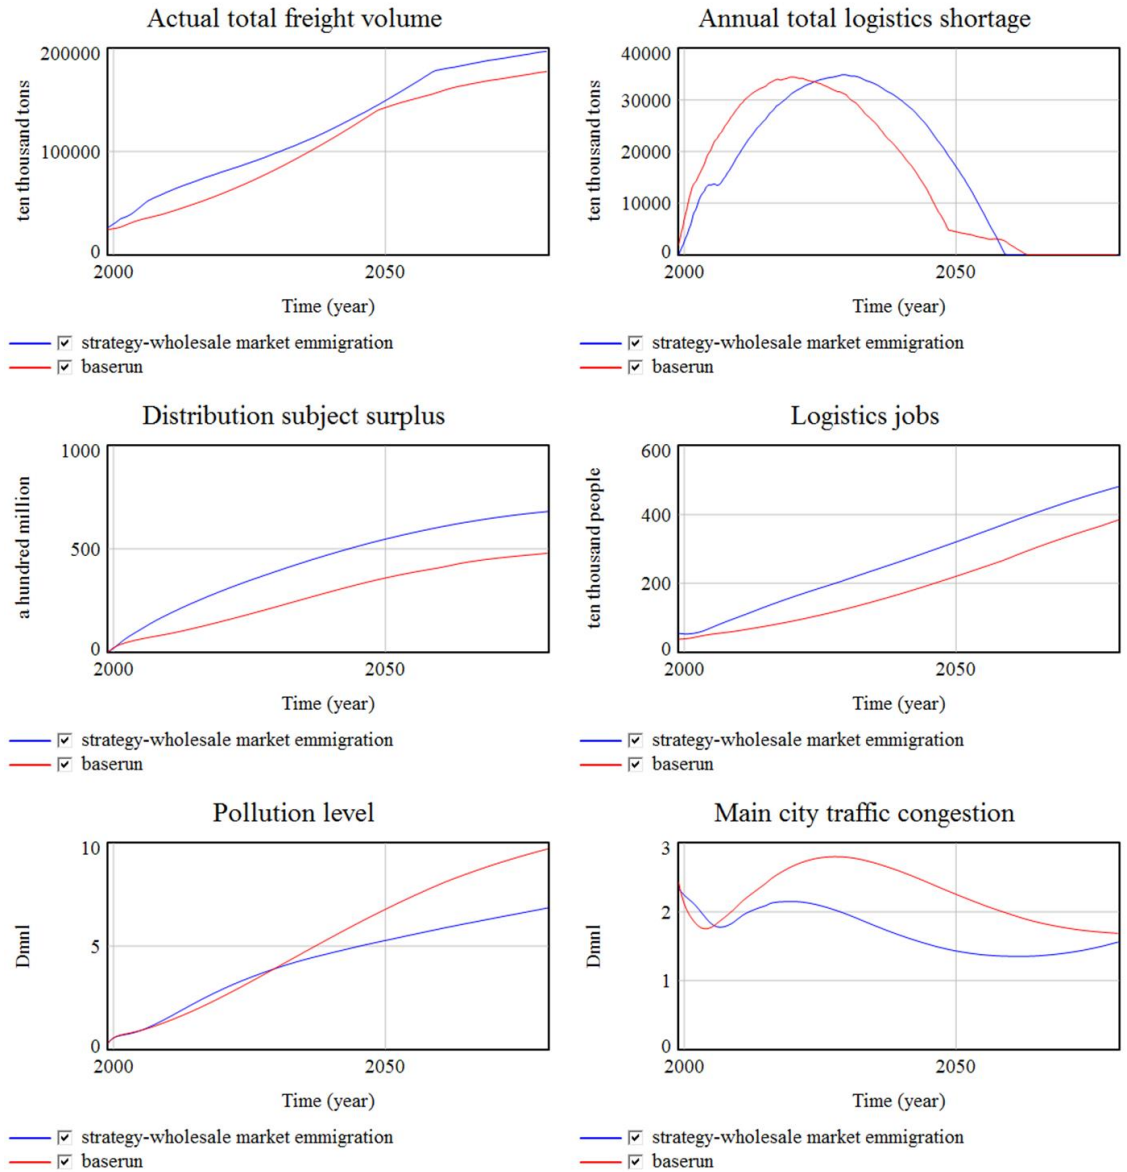 Actual total freight volume
200000
100000
0
ten thousand tons
2000
2050
Time (year)
strategy-wholesale market emmigration
baserun
Annual total logistics shortage
40000
30000
20000
10000
0
ten thousand tons
2000
2050
Time (year)
strategy-wholesale market emmigration
baserun
Distribution subject surplus
1000
500
0
a hundred million
2000
2050
Time (year)
strategy-wholesale market emmigration
baserun
Logistics jobs
600
400
200
0
ten thousand people
2000
2050
Time (year)
strategy-wholesale market emmigration
baserun
Pollution level
10
5
0
Dmnl
2000
2050
Time (year)
strategy-wholesale market emmigration
baserun
Main city traffic congestion
3
2
1
0
Dmnl
2000
2050
Time (year)
strategy-wholesale market emmigration
baserun